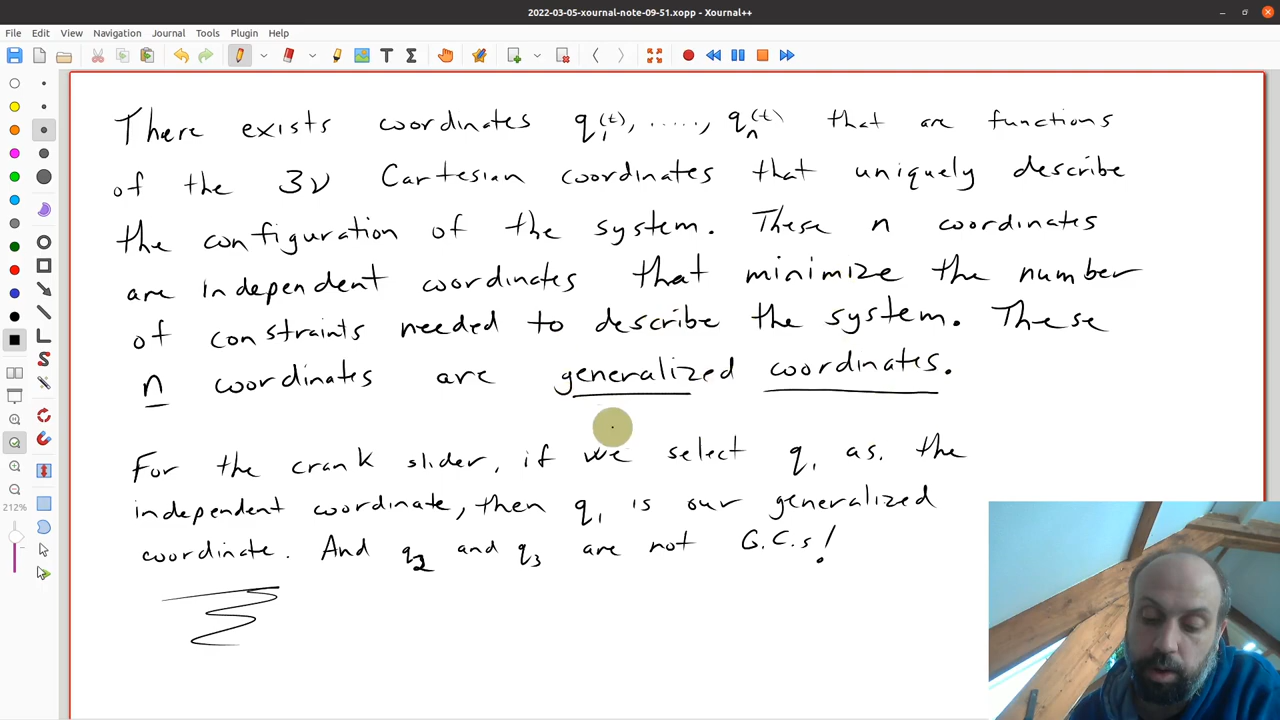 2022-03-05-xournal-note-09-51.xopp - Xournal++
File Edit View Navigation Journal Tools Plugin Help
There exists coordinates q₁(t), ....., qₙ(t) that are functions
of the 3ν Cartesian coordinates that uniquely describe
the configuration of the system. These n coordinates
are independent coordinates that minimize the number
of constraints needed to describe the system. These
n coordinates are generalized coordinates.
For the crank slider, if we select q₁ as. the
independent coordinate, then q₁ is our generalized
coordinate. And q₂ and q₃ are not G.C.s!
212%